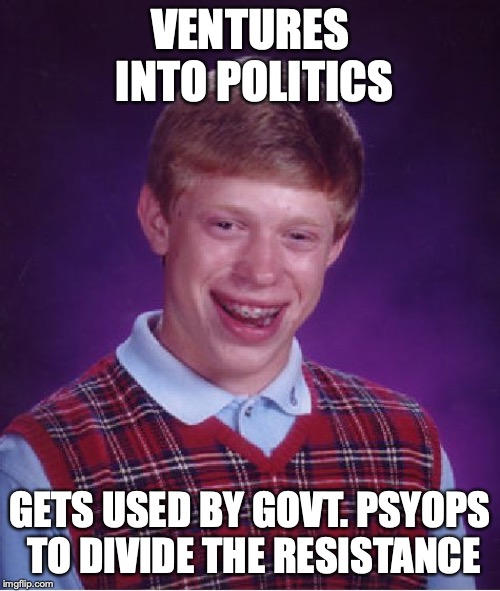 VENTURES
INTO POLITICS
GETS USED BY GOVT. PSYOPS
TO DIVIDE THE RESISTANCE
imgflip.com